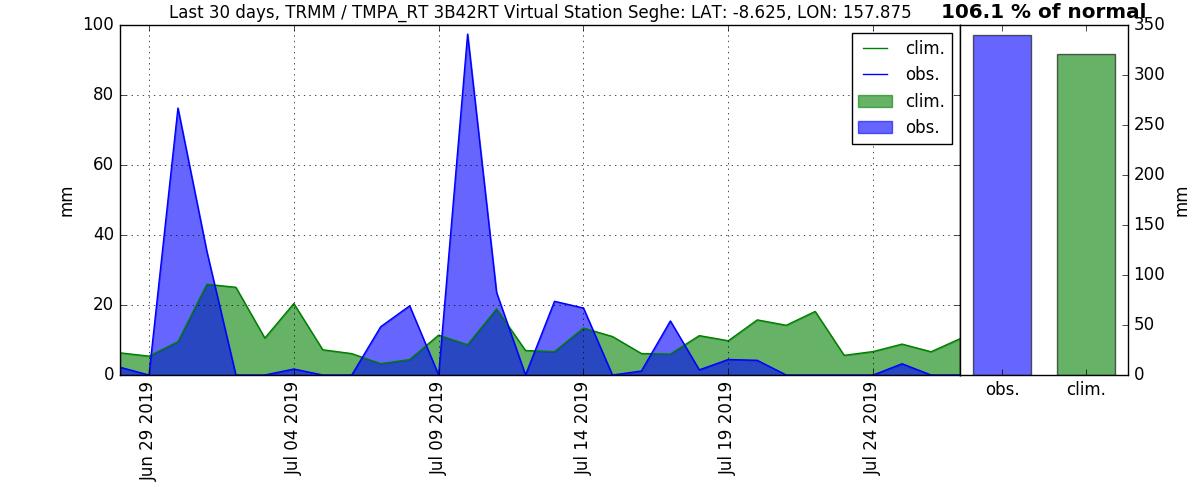 Last 30 days, TRMM / TMPA_RT 3B42RT Virtual Station Seghe: LAT: -8.625, LON: 157.875
106.1 % of normal
100
80
60
40
20
0
mm
clim.
obs.
clim.
obs.
350
300
250
200
150
100
50
0
mm
Jun 29 2019
Jul 04 2019
Jul 09 2019
Jul 14 2019
Jul 19 2019
Jul 24 2019
obs.
clim.